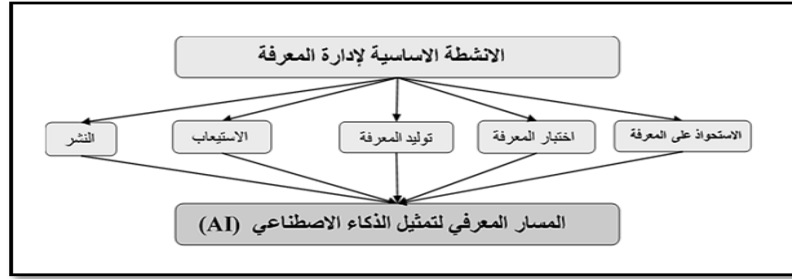 الانشطة الاساسية لإدارة المعرفة
الاستحواذ على المعرفة
اختبار المعرفة
توليد المعرفة
الاستيعاب
النشر
المسار المعرفي لتمثيل الذكاء الاصطناعي (AI)